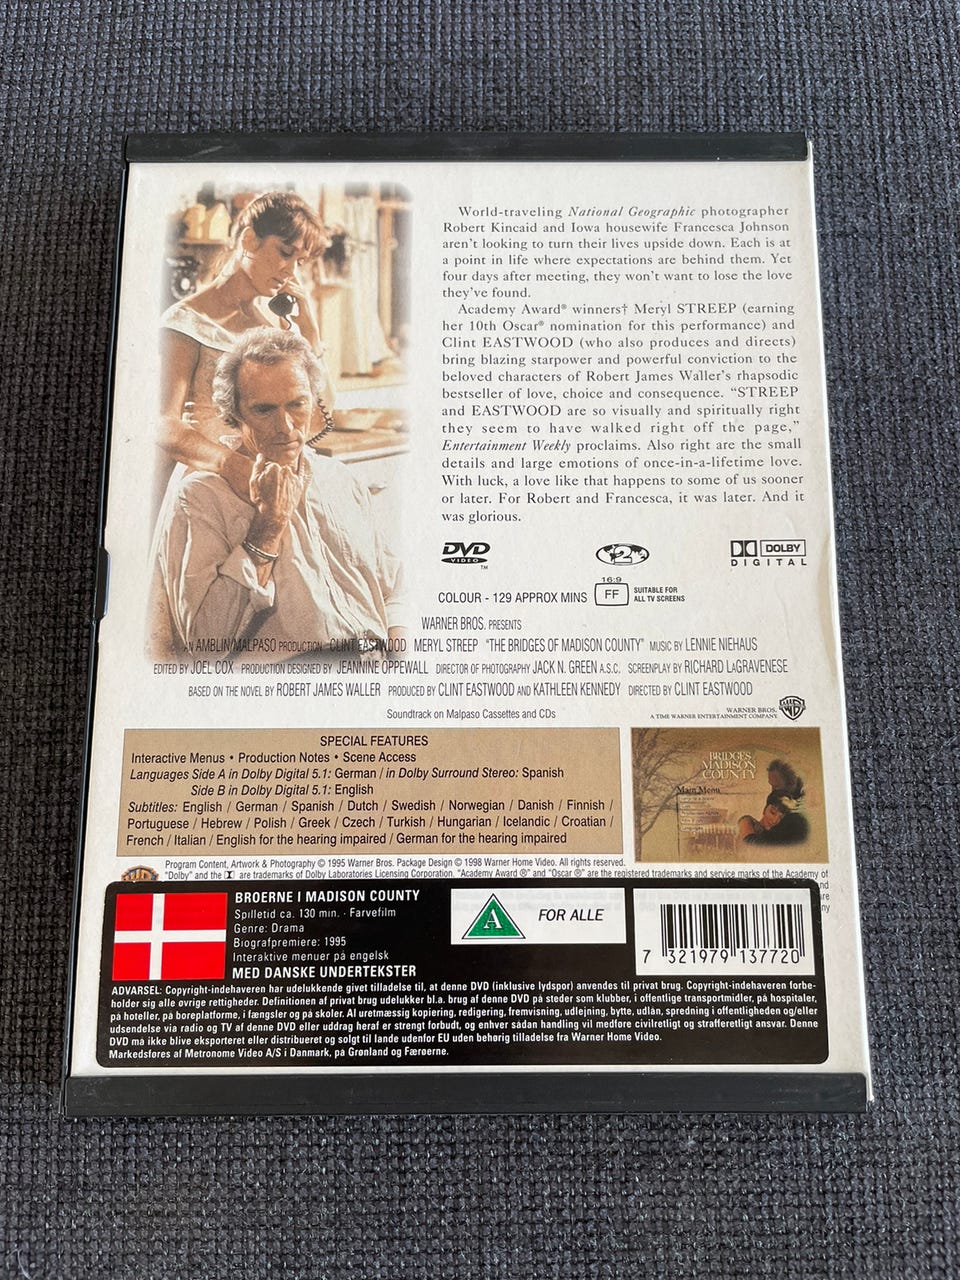 World-traveling National Geographic photographer
Robert Kincaid and Iowa housewife Francesca Johnson
aren't looking to turn their lives upside down. Each is at
a point in life where expectations are behind them. Yet
four days after meeting, they won't want to lose the love
they've found.
Academy Award® winners† Meryl STREEP (earning
her 10th Oscar® nomination for this performance) and
Clint EASTWOOD (who also produces and directs)
bring blazing starpower and powerful conviction to the
beloved characters of Robert James Waller's rhapsodic
bestseller of love, choice and consequence. “STREEP
and EASTWOOD are so visually and spiritually right
they seem to have walked right off the page,”
Entertainment Weekly proclaims. Also right are the small
details and large emotions of once-in-a-lifetime love.
With luck, a love like that happens to some of us sooner
or later. For Robert and Francesca, it was later. And it
was glorious.
DVD VIDEO TM
2
DOLBY DIGITAL
COLOUR - 129 APPROX MINS
16:9 FF
SUITABLE FOR
ALL TV SCREENS
WARNER BROS. PRESENTS
AN AMBLIN/MALPASO PRODUCTION CLINT EASTWOOD MERYL STREEP "THE BRIDGES OF MADISON COUNTY" MUSIC BY LENNIE NIEHAUS
EDITED BY JOEL COX PRODUCTION DESIGNED BY JEANNINE OPPEWALL DIRECTOR OF PHOTOGRAPHY JACK N. GREEN A.S.C. SCREENPLAY BY RICHARD LaGRAVENESE
BASED ON THE NOVEL BY ROBERT JAMES WALLER PRODUCED BY CLINT EASTWOOD AND KATHLEEN KENNEDY DIRECTED BY CLINT EASTWOOD
Soundtrack on Malpaso Cassettes and CDs
WARNER BROS.
A TIME WARNER ENTERTAINMENT COMPANY
SPECIAL FEATURES
Interactive Menus • Production Notes • Scene Access
Languages Side A in Dolby Digital 5.1: German / in Dolby Surround Stereo: Spanish
Side B in Dolby Digital 5.1: English
Subtitles: English / German / Spanish / Dutch / Swedish / Norwegian / Danish / Finnish /
Portuguese / Hebrew / Polish / Greek / Czech / Turkish / Hungarian / Icelandic / Croatian /
French / Italian / English for the hearing impaired / German for the hearing impaired
BRIDGES
MADISON
COUNTY
Main Menu
Program Content, Artwork & Photography © 1995 Warner Bros. Package Design © 1998 Warner Home Video. All rights reserved.
"Dolby" and the are trademarks of Dolby Laboratories Licensing Corporation. "Academy Award ®" and "Oscar ®" are the registered trademarks and service marks of the Academy of
BROERNE I MADISON COUNTY
Spilletid ca. 130 min. · Farvefilm
Genre: Drama
Biografpremiere: 1995
Interaktive menuer på engelsk
MED DANSKE UNDERTEKSTER
A FOR ALLE
7 321979 137720
ADVARSEL: Copyright-indehaveren har udelukkende givet tilladelse til, at denne DVD (inklusive lydspor) anvendes til privat brug. Copyright-indehaveren forbe-
holder sig alle øvrige rettigheder. Definitionen af privat brug udelukker bl.a. brug af denne DVD på steder som klubber, i offentlige transportmidler, på hospitaler,
på hoteller, på boreplatforme, i fængsler og på skoler. Al uretmæssig kopiering, redigering, fremvisning, udlejning, bytte, udlån, spredning i offentligheden og/eller
udsendelse via radio og TV af denne DVD eller uddrag heraf er strengt forbudt, og enhver sådan handling vil medføre civilretligt og strafferetligt ansvar. Denne
DVD må ikke blive eksporteret eller distribueret og solgt til lande udenfor EU uden behørig tilladelse fra Warner Home Video.
Markedsføres af Metronome Video A/S i Danmark, på Grønland og Færøerne.